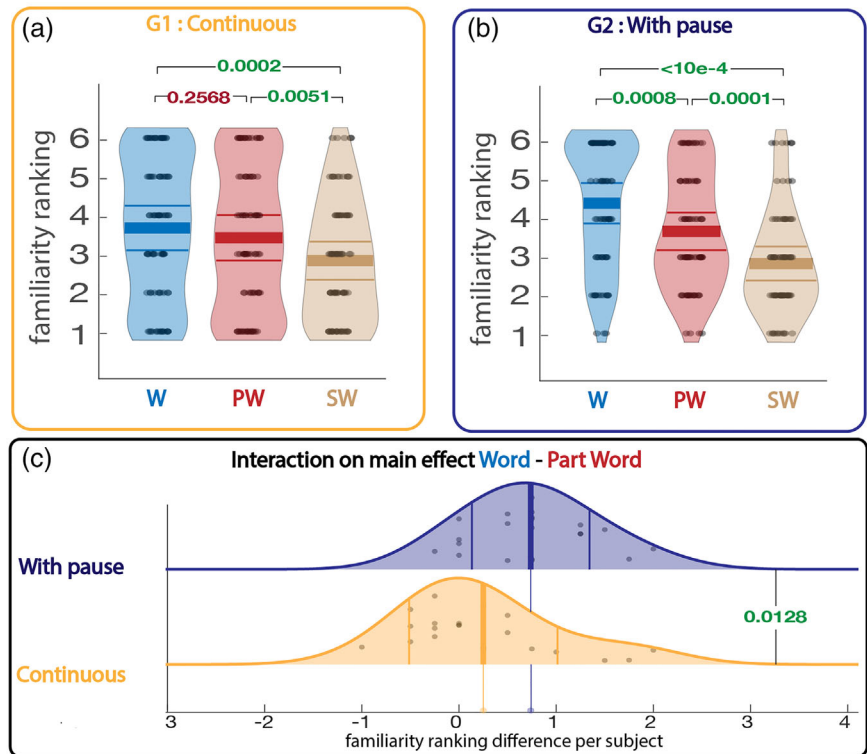 (a)
G1 : Continuous
0.0002
0.2568
0.0051
familiarity ranking
6
5
4
3
2
1
W
PW
SW
(b)
G2 : With pause
<10e-4
0.0008
0.0001
familiarity ranking
6
5
4
3
2
1
W
PW
SW
(c)
Interaction on main effect Word - Part Word
With pause
Continuous
0.0128
3 -2 -1 0 1 2 3 4
familiarity ranking difference per subject